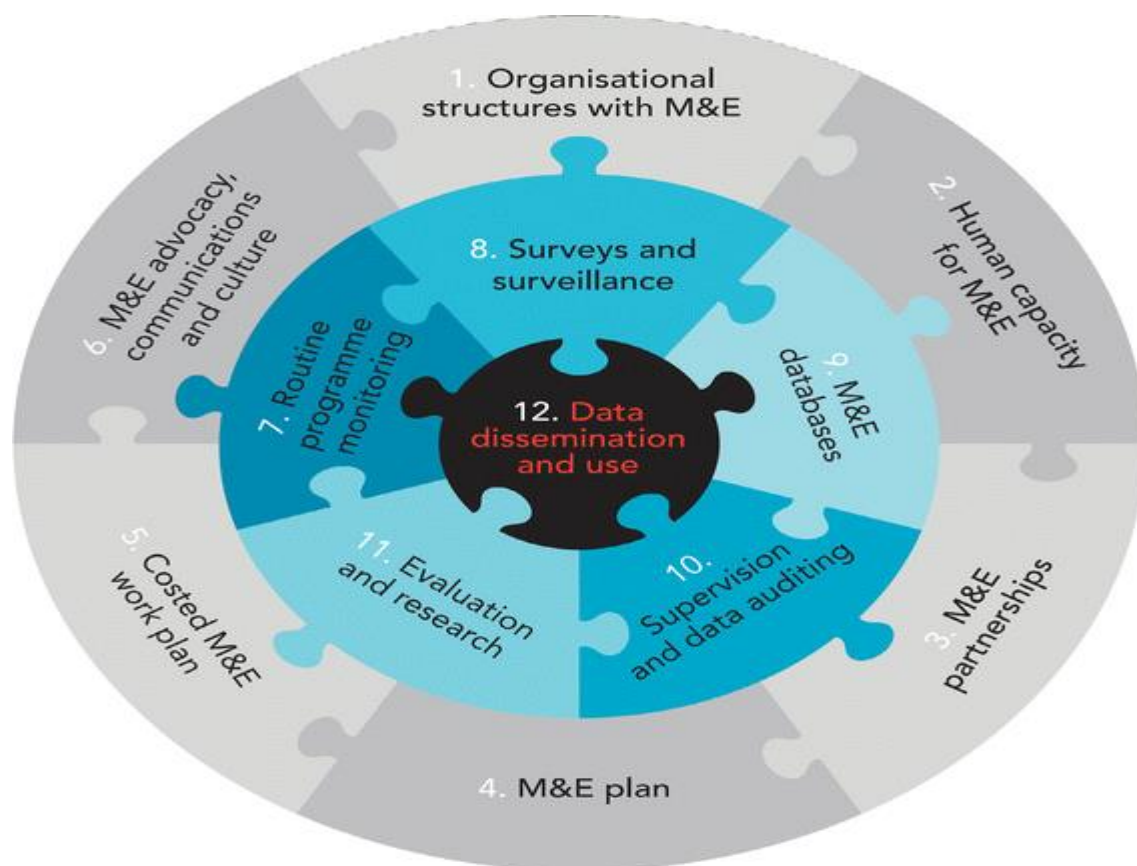 1. Organisational
structures with M&E
2. Human capacity
for M&E
3. M&E
partnerships
4. M&E plan
5. Costed M&E
work plan
6. M&E advocacy,
communications
and culture
7. Routine
programme
monitoring
8. Surveys and
surveillance
9. M&E
databases
10.
Supervision
and data auditing
11. Evaluation
and research
12. Data
dissemination
and use